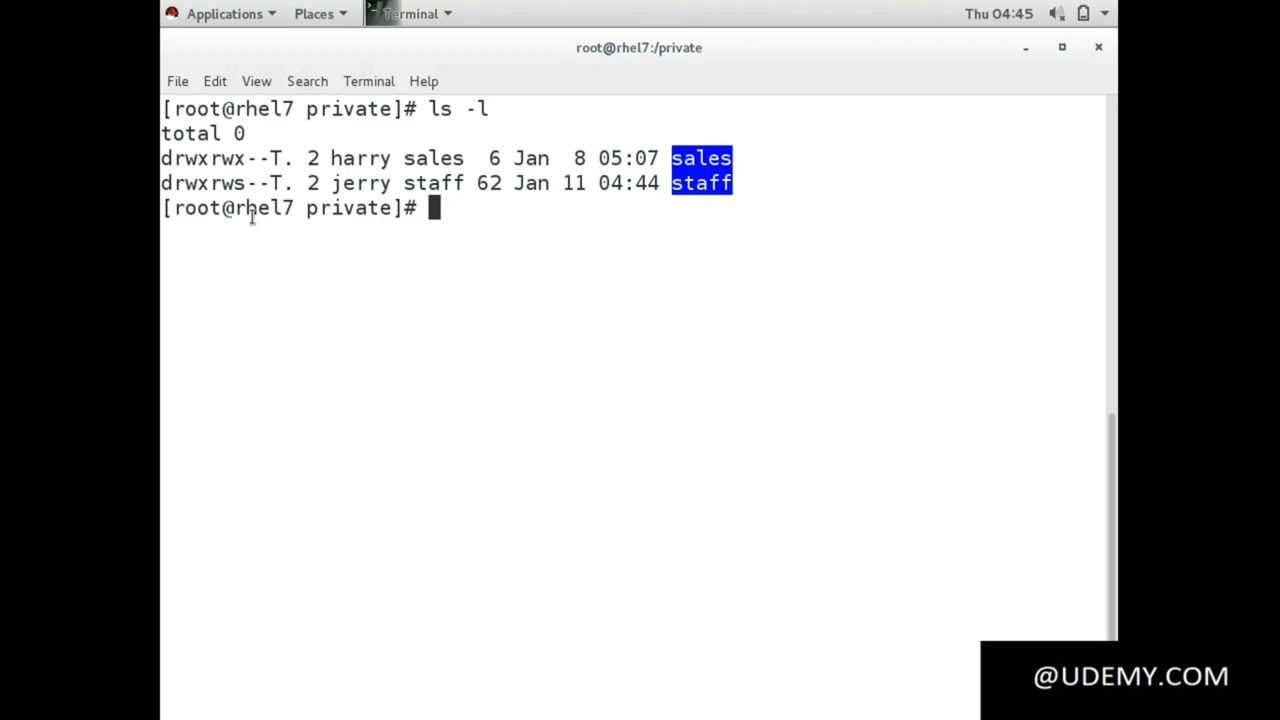 Applications Places Terminal Thu 04:45
root@rhel7:/private
File Edit View Search Terminal Help
[root@rhel7 private]# ls -l
total 0
drwxrwx--T. 2 harry sales  6 Jan  8 05:07 sales
drwxrws--T. 2 jerry staff 62 Jan 11 04:44 staff
[root@rhel7 private]#
@UDEMY.COM